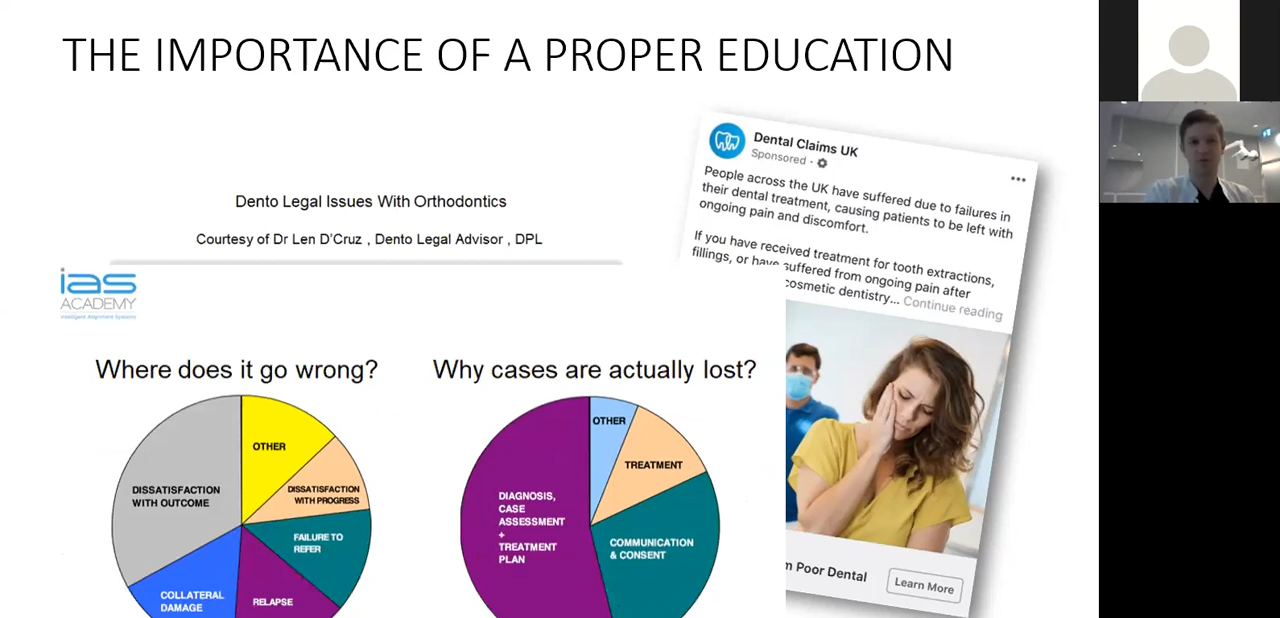 THE IMPORTANCE OF A PROPER EDUCATION
Dento Legal Issues With Orthodontics
Courtesy of Dr Len D'Cruz , Dento Legal Advisor , DPL
ias
ACADEMY
Intelligent Alignment Systems
Where does it go wrong?
OTHER
DISSATISFACTION
WITH PROGRESS
FAILURE TO
REFER
RELAPSE
COLLATERAL
DAMAGE
DISSATISFACTION
WITH OUTCOME
Why cases are actually lost?
OTHER
TREATMENT
COMMUNICATION
& CONSENT
DIAGNOSIS,
CASE
ASSESSMENT
+
TREATMENT
PLAN
Dental Claims UK
Sponsored ·
People across the UK have suffered due to failures in
their dental treatment, causing patients to be left with
ongoing pain and discomfort.
If you have received treatment for tooth extractions,
fillings, or have suffered from ongoing pain after
cosmetic dentistry... Continue reading
m Poor Dental
Learn More